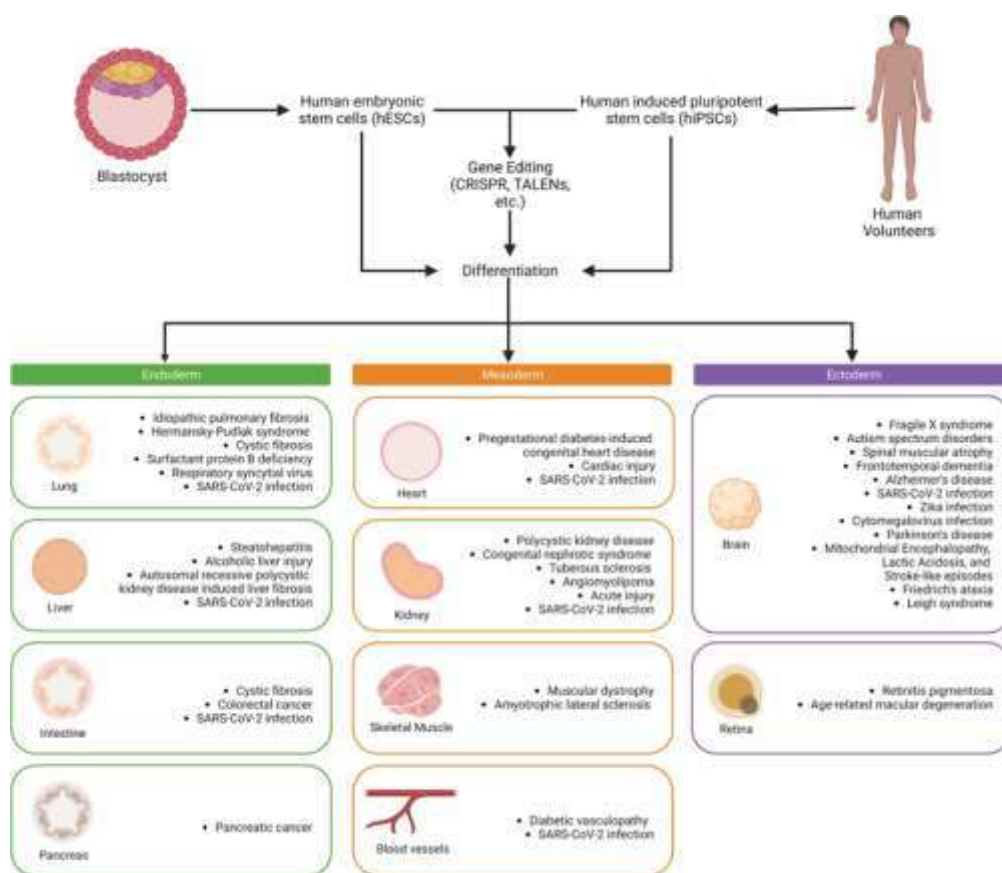 Human embryonic
stem cells (hESCs)
Human induced pluripotent
stem cells (hiPSCs)
Blastocyst
Gene Editing
(CRISPR, TALENs,
etc.)
Human
Volunteers
Differentiation
Endoderm
Mesoderm
Ectoderm
• Idiopathic pulmonary fibrosis
• Hermansky-Pudlak syndrome
• Cystic fibrosis
• Surfactant protein B deficiency
• Respiratory syncytial virus
• SARS-CoV-2 infection
Lung
• Steatohepatitis
• Alcoholic liver injury
• Autosomal recessive polycystic
kidney disease induced liver fibrosis
• SARS-CoV-2 infection
Liver
• Cystic fibrosis
• Colorectal cancer
• SARS-CoV-2 infection
Intestine
• Pancreatic cancer
Pancreas
• Pregestational diabetes-induced
congenital heart disease
• Cardiac injury
• SARS-CoV-2 infection
Heart
• Polycystic kidney disease
• Congenital nephrotic syndrome
• Tuberous sclerosis
• Angiomyolipoma
• Acute injury
• SARS-CoV-2 infection
Kidney
• Muscular dystrophy
• Amyotrophic lateral sclerosis
Skeletal Muscle
• Diabetic vasculopathy
• SARS-CoV-2 infection
Blood vessels
• Fragile X syndrome
• Autism spectrum disorders
• Spinal muscular atrophy
• Frontotemporal dementia
• Alzheimer's disease
• SARS-CoV-2 infection
• Zika infection
• Cytomegalovirus infection
• Parkinson's disease
• Mitochondrial Encephalopathy,
Lactic Acidosis, and
Stroke-like episodes
• Friedrich's ataxia
• Leigh syndrome
Brain
• Retinitis pigmentosa
• Age-related macular degeneration
Retina